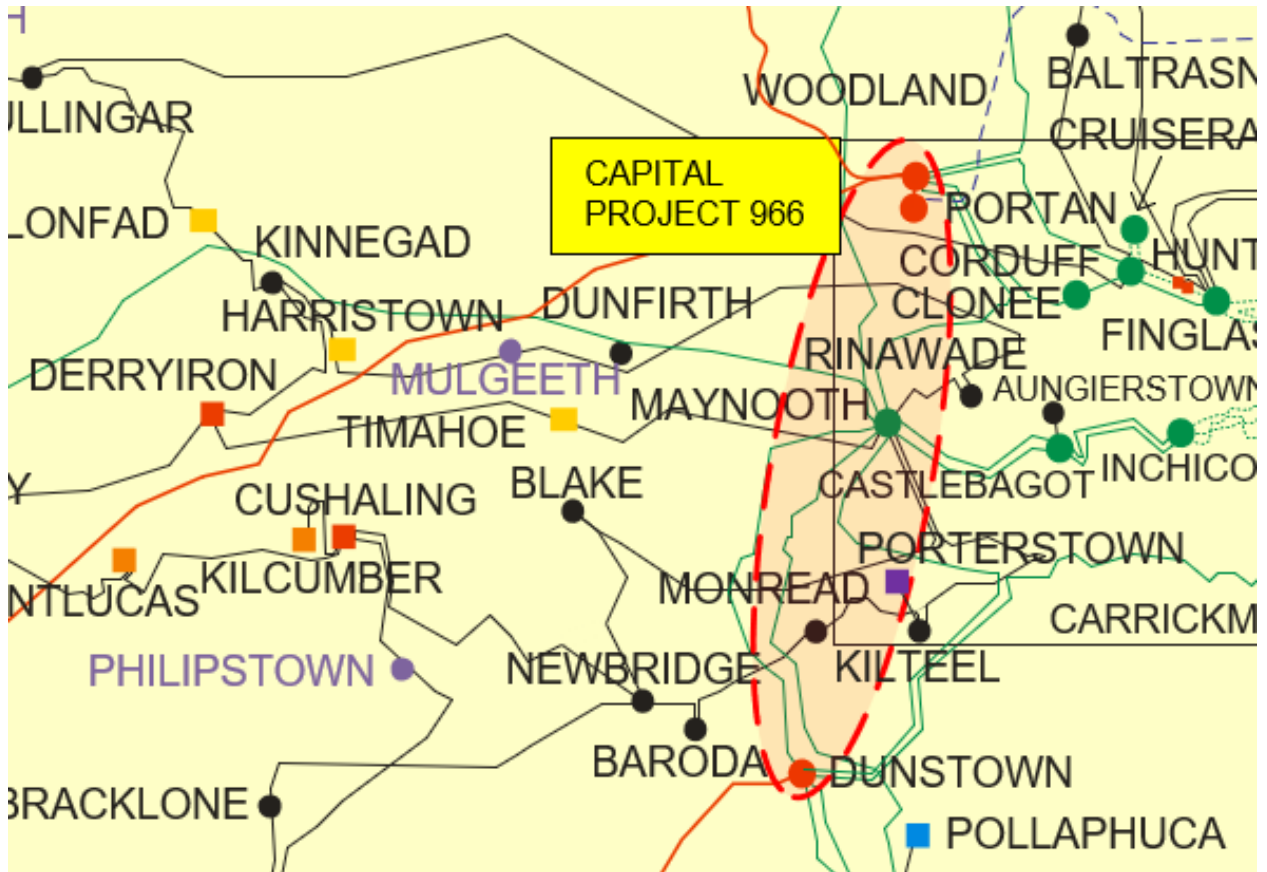 H
WOODLAND
BALTRASN
ULLINGAR
CRUISERA
CAPITAL
PROJECT 966
LONFAD
PORTAN
KINNEGAD
CORDUFF
HUNT
HARRISTOWN
DUNFIRTH
CLONEE
FINGLAS
DERRYIRON
MULGEETH
RINAWADE
AUNGIERSTOWN
MAYNOOTH
TIMAHOE
Y
CUSHALING
BLAKE
CASTLEBAGOT
INCHICO
PORTERSTOWN
KILCUMBER
MONREAD
NTLUCAS
CARRICKM
PHILIPSTOWN
NEWBRIDGE
KILTEEL
BARODA
DUNSTOWN
BRACKLONE
POLLAPHUCA